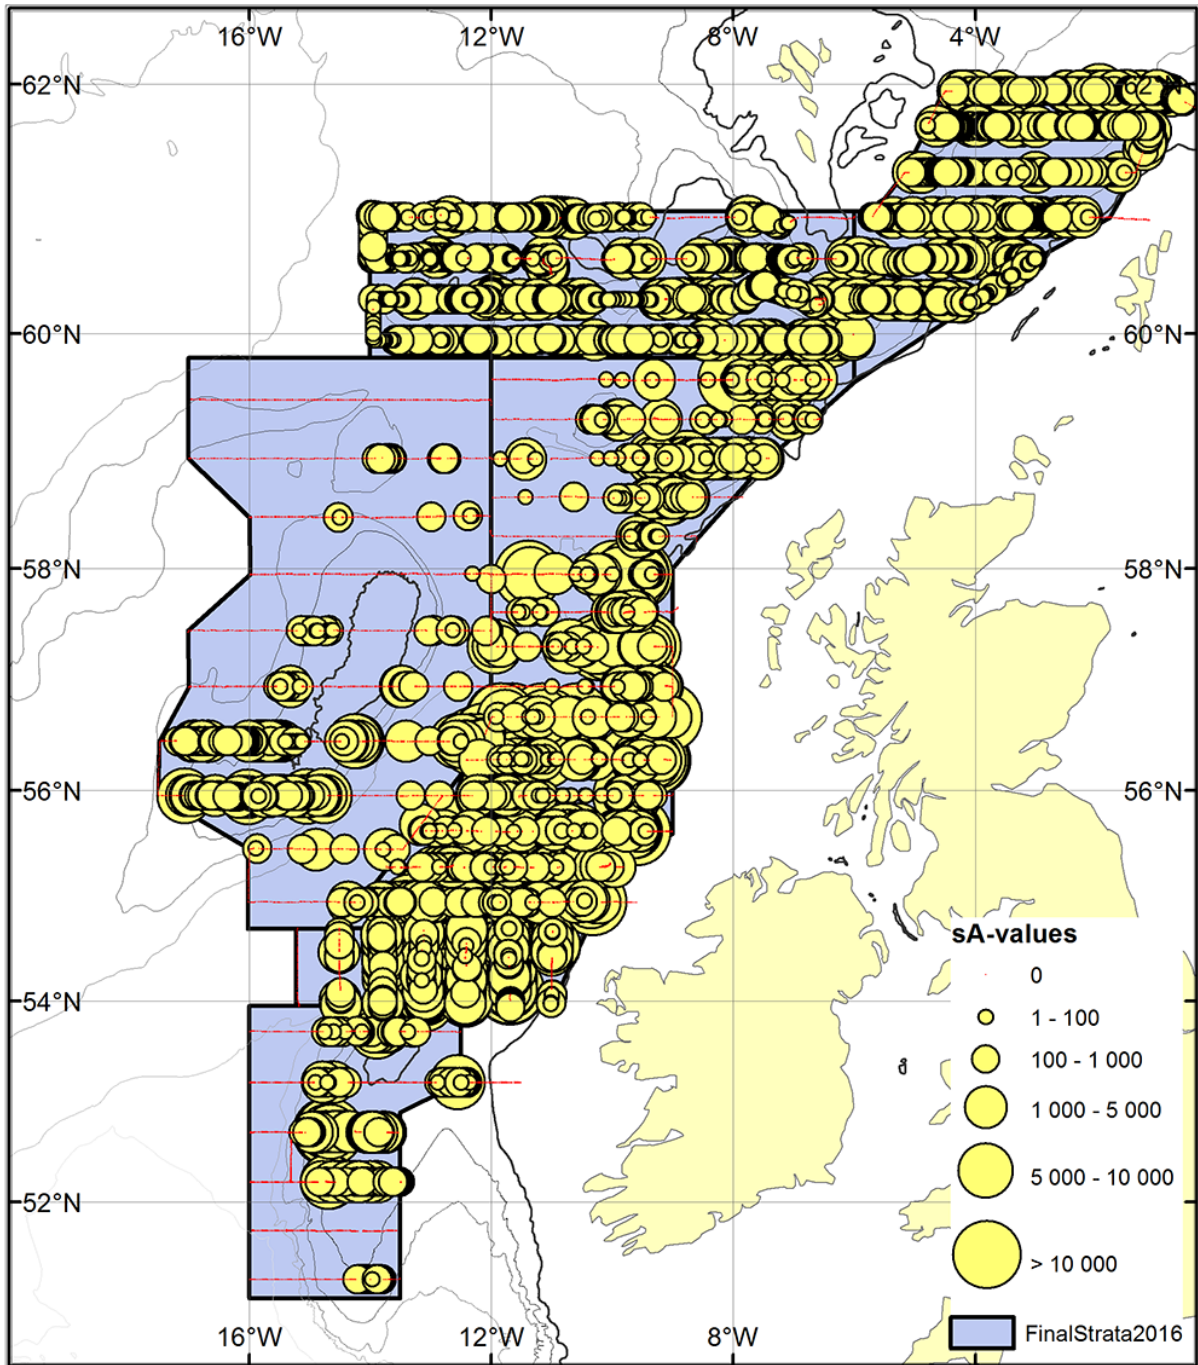 16°W 12°W 8°W 4°W
62°N 62°N
60°N 60°N
58°N 58°N
56°N 56°N
sA-values
0
54°N
1 - 100
100 - 1 000
1 000 - 5 000
5 000 - 10 000
52°N
> 10 000
FinalStrata2016
16°W 12°W 8°W